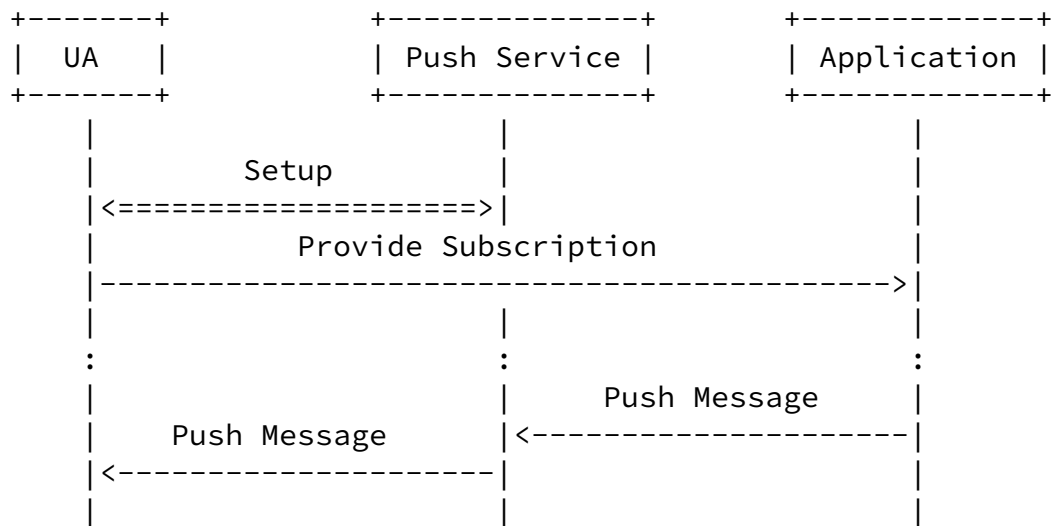 UA Push Service Application
Setup
Provide Subscription
Push Message
Push Message